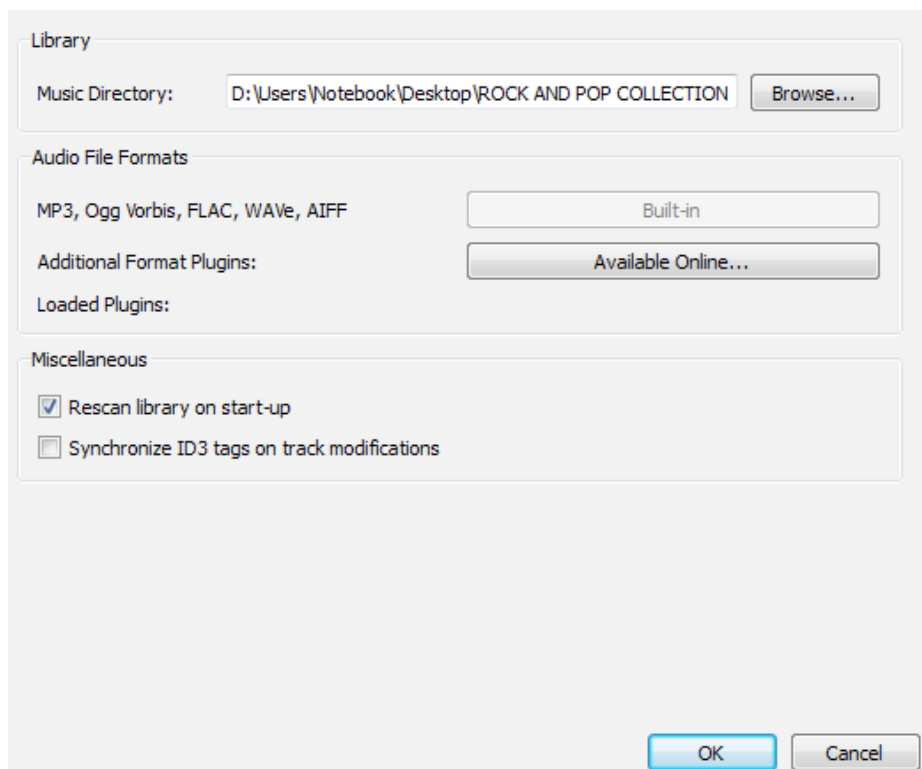 Library
Music Directory: D:\Users\Notebook\Desktop\ROCK AND POP COLLECTION Browse...
Audio File Formats
MP3, Ogg Vorbis, FLAC, WAVe, AIFF Built-in
Additional Format Plugins: Available Online...
Loaded Plugins:
Miscellaneous
Rescan library on start-up
Synchronize ID3 tags on track modifications
OK Cancel